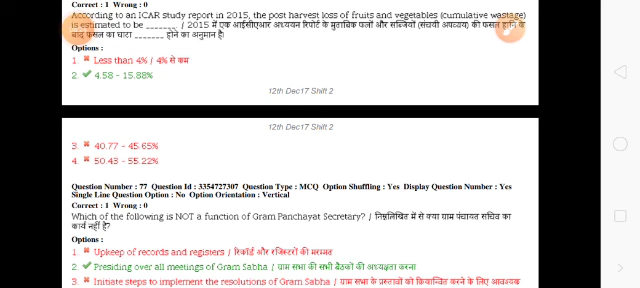 Correct : 1 Wrong : 0
According to an ICAR study report in 2015, the post harvest loss of fruits and vegetables (cumulative wastage)
is estimated to be _______. / 2015 में एक आईसीएआर अध्ययन रिपोर्ट के मुताबिक फलों और सब्जियों (संचयी अपव्यय) की फसल होने के
बाद फसल का घाटा _______ होने का अनुमान है।
Options :
1. Less than 4% / 4% से कम
2. 4.58 - 15.88%
12th Dec17 Shift 2
12th Dec17 Shift 2
3. 40.77 - 45.65%
4. 50.43 - 55.22%
Question Number : 77 Question Id : 3354727307 Question Type : MCQ Option Shuffling : Yes Display Question Number : Yes
Single Line Question Option : No Option Orientation : Vertical
Correct : 1 Wrong : 0
Which of the following is NOT a function of Gram Panchayat Secretary? / निम्नलिखित में से क्या ग्राम पंचायत सचिव का
कार्य नहीं है?
Options :
1. Upkeep of records and registers / रिकॉर्ड और रजिस्टरों की मरम्मत
2. Presiding over all meetings of Gram Sabha / ग्राम सभा की सभी बैठकों की अध्यक्षता करना
3. Initiate steps to implement the resolutions of Gram Sabha / ग्राम सभा के प्रस्तावों को क्रियान्वित करने के लिए आवश्यक